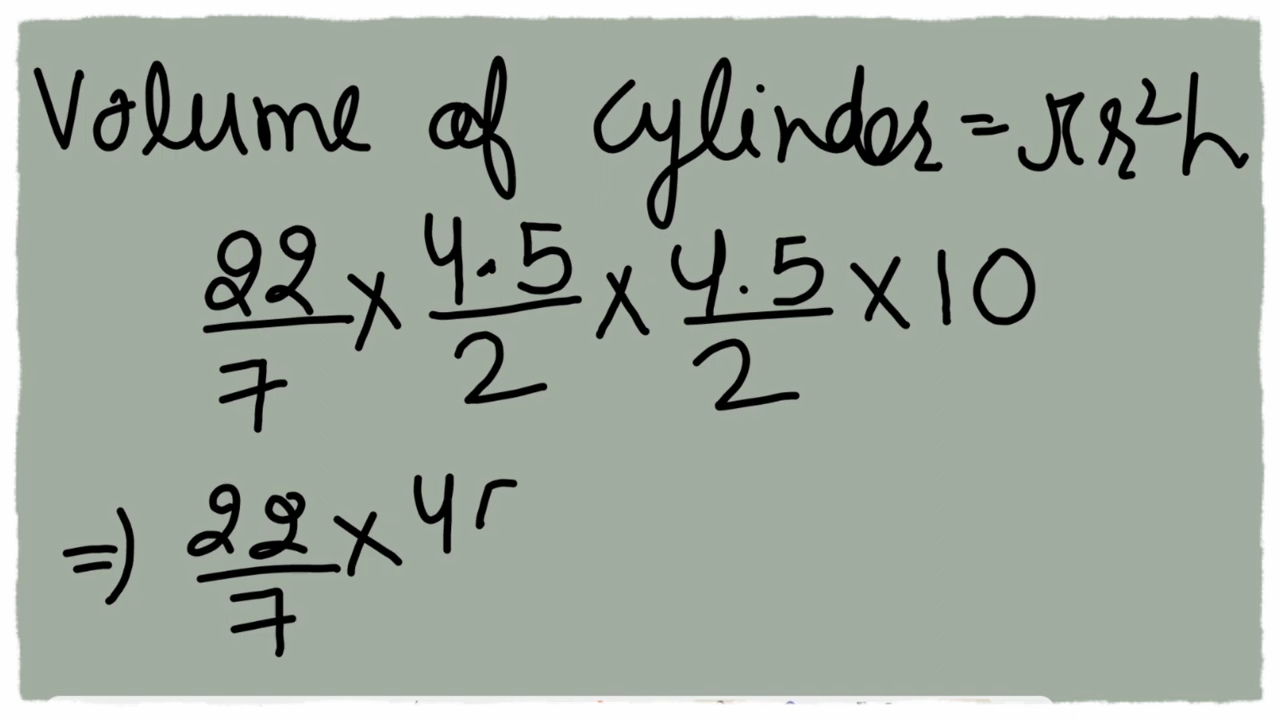 Volume of cylinder = πr²h
22/7 × 4.5/2 × 4.5/2 × 10
⇒ 22/7 × 4